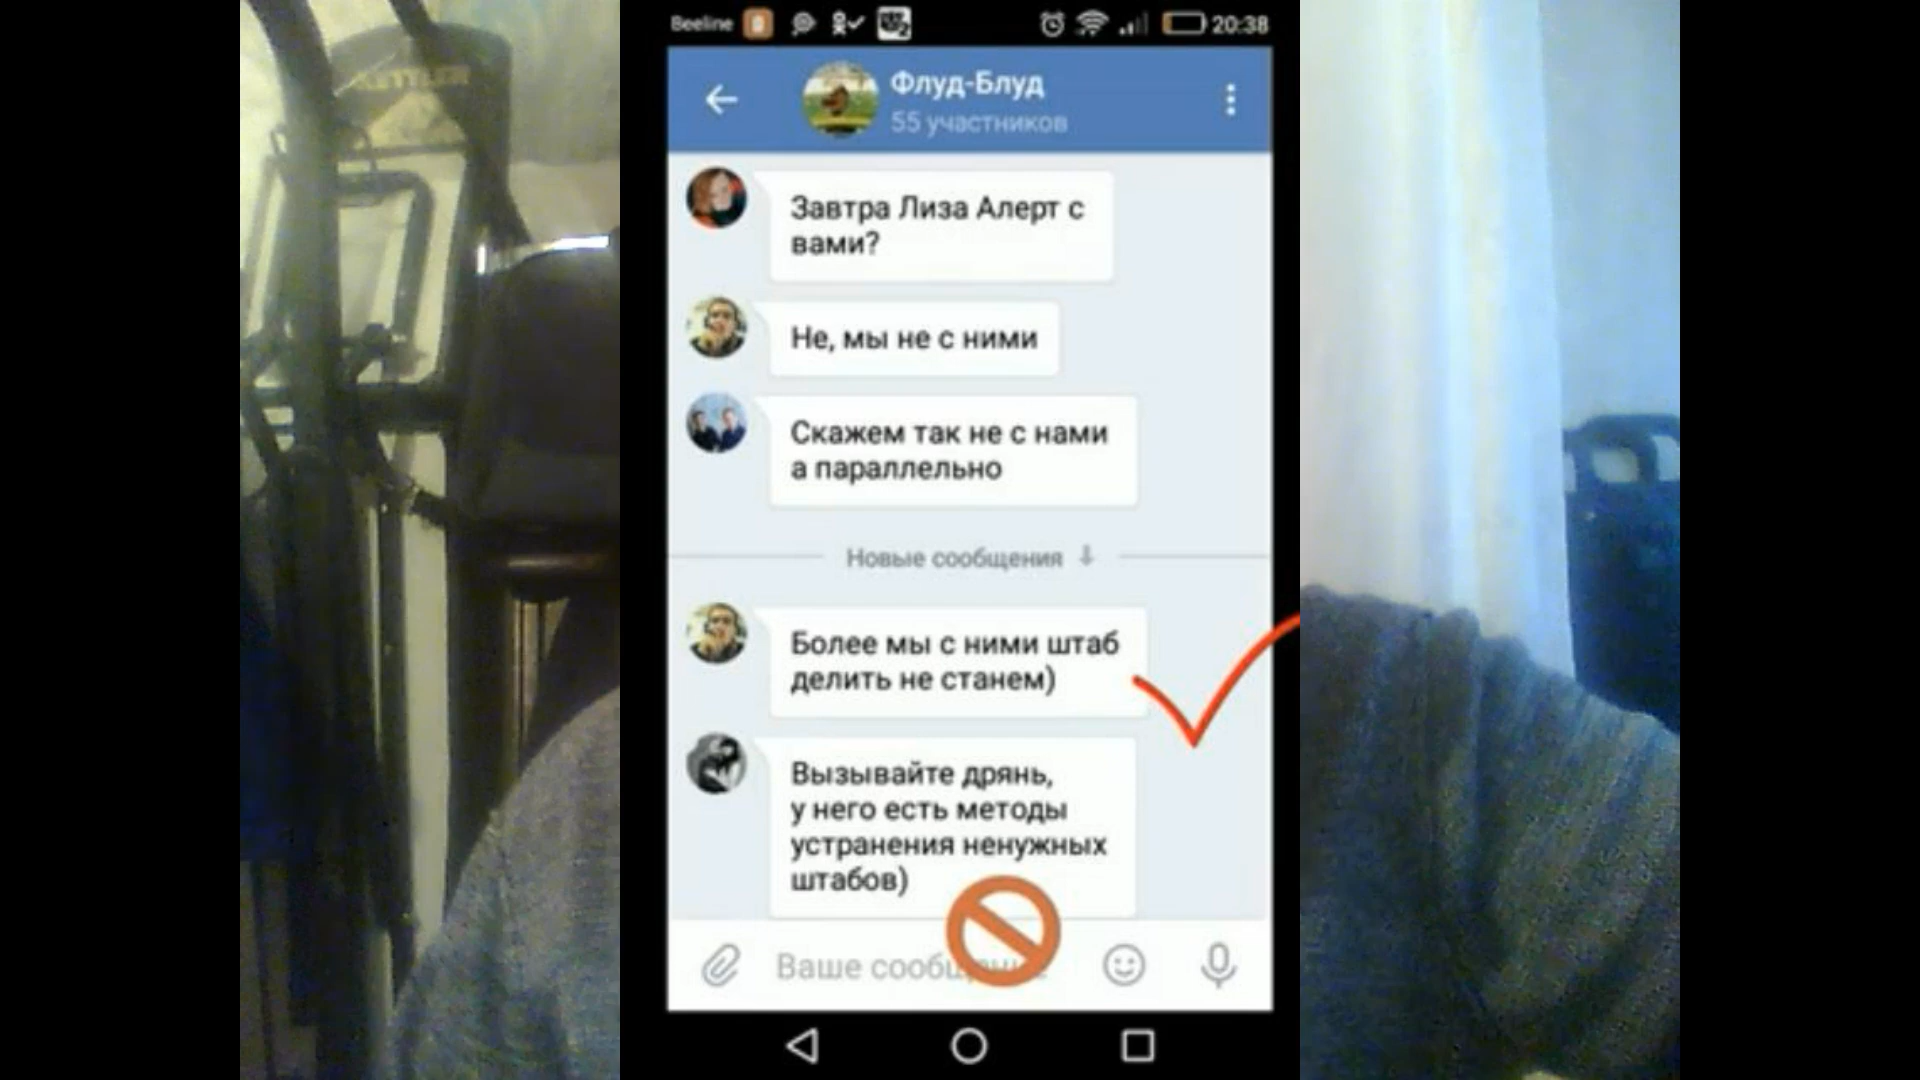 KETTLER
Beeline
20:38
Флуд-Блуд
55 участников
Завтра Лиза Алерт с
вами?
Не, мы не с ними
Скажем так не с нами
а параллельно
Новые сообщения
Более мы с ними штаб
делить не станем)
Вызывайте дрянь,
у него есть методы
устранения ненужных
штабов)
Ваше